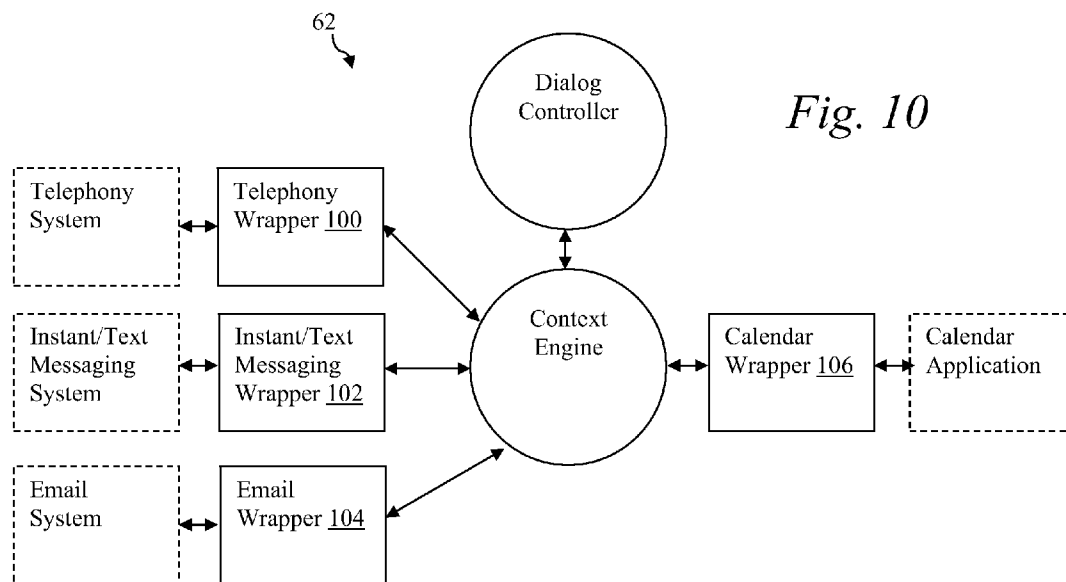 62
Dialog
Controller
Fig. 10
Telephony
System
Telephony
Wrapper 100
Instant/Text
Messaging
System
Instant/Text
Messaging
Wrapper 102
Context
Engine
Calendar
Wrapper 106
Calendar
Application
Email
System
Email
Wrapper 104